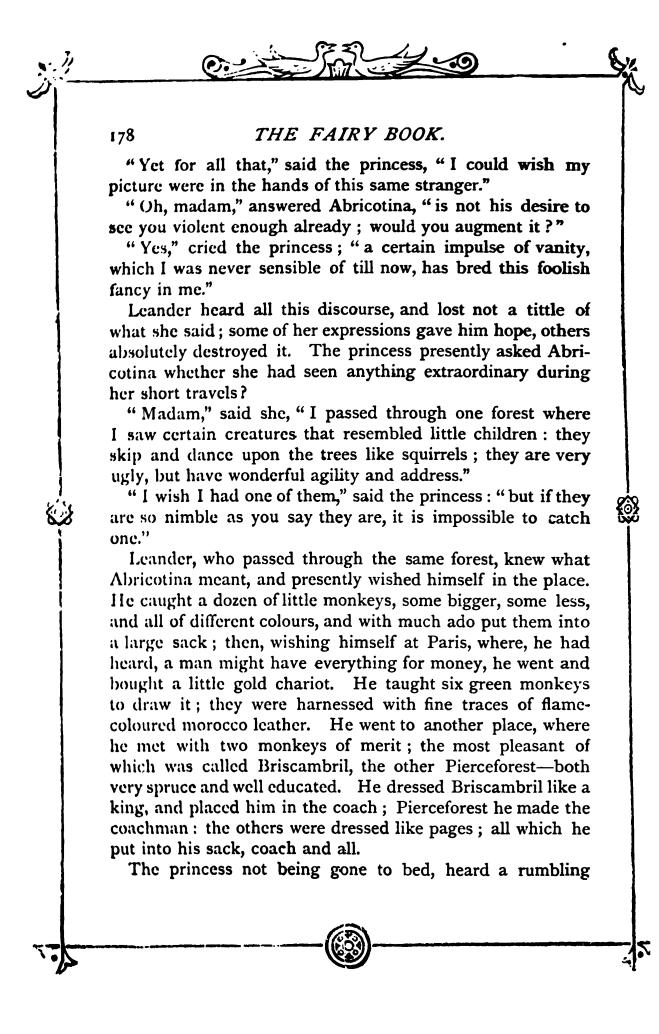 178 THE FAIRY BOOK.
“Yet for all that,” said the princess, “I could wish my
picture were in the hands of this same stranger.”
“Oh, madam,” answered Abricotina, “is not his desire to
see you violent enough already ; would you augment it ?”
“Yes,” cried the princess ; “a certain impulse of vanity,
which I was never sensible of till now, has bred this foolish
fancy in me.”
Leander heard all this discourse, and lost not a tittle of
what she said ; some of her expressions gave him hope, others
absolutely destroyed it. The princess presently asked Abri-
cotina whether she had seen anything extraordinary during
her short travels?
“Madam,” said she, “I passed through one forest where
I saw certain creatures that resembled little children : they
skip and dance upon the trees like squirrels ; they are very
ugly, but have wonderful agility and address.”
“I wish I had one of them,” said the princess : “but if they
are so nimble as you say they are, it is impossible to catch
one.”
Leander, who passed through the same forest, knew what
Abricotina meant, and presently wished himself in the place.
He caught a dozen of little monkeys, some bigger, some less,
and all of different colours, and with much ado put them into
a large sack ; then, wishing himself at Paris, where, he had
heard, a man might have everything for money, he went and
bought a little gold chariot. He taught six green monkeys
to draw it ; they were harnessed with fine traces of flame-
coloured morocco leather. He went to another place, where
he met with two monkeys of merit ; the most pleasant of
which was called Briscambril, the other Pierceforest—both
very spruce and well educated. He dressed Briscambril like a
king, and placed him in the coach ; Pierceforest he made the
coachman : the others were dressed like pages ; all which he
put into his sack, coach and all.
The princess not being gone to bed, heard a rumbling